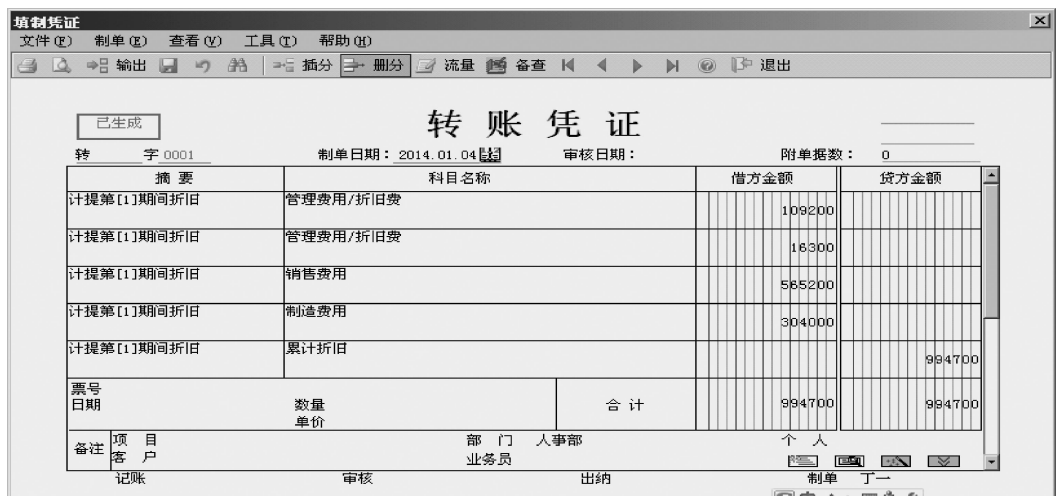 填制凭证
文件(F) 制单(E) 查看(V) 工具(T) 帮助(H)
输出 插分 删分 流量 备查 退出
已生成
转账凭证
转 字 0001 制单日期：2014.01.04 审核日期： 附单据数： 0
摘要 科目名称 借方金额 贷方金额
计提第[1]期间折旧 管理费用/折旧费 109200
计提第[1]期间折旧 管理费用/折旧费 16300
计提第[1]期间折旧 销售费用 565200
计提第[1]期间折旧 制造费用 304000
计提第[1]期间折旧 累计折旧 994700
票号
日期 数量 合计 994700 994700
单价
备注 项目 部门 人事部 个人
客户 业务员
记账 审核 出纳 制单 丁一